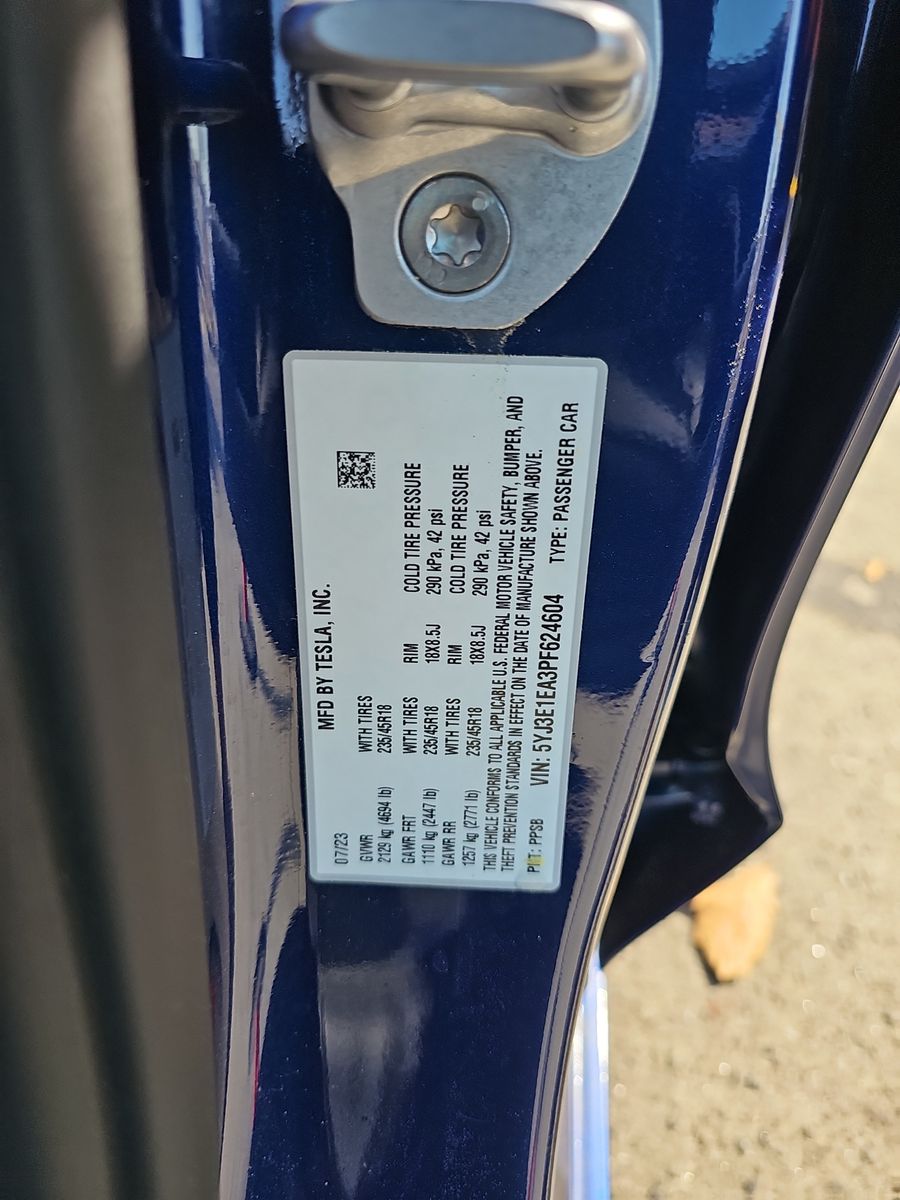 MFD BY TESLA, INC.
07/23
GVWR WITH TIRES
2129 kg (4694 lb) 235/45R18
GAWR FRT WITH TIRES RIM COLD TIRE PRESSURE
1110 kg (2447 lb) 235/45R18 18X8.5J 290 kPa, 42 psi
GAWR RR WITH TIRES RIM COLD TIRE PRESSURE
1257 kg (2771 lb) 235/45R18 18X8.5J 290 kPa, 42 psi
THIS VEHICLE CONFORMS TO ALL APPLICABLE U.S. FEDERAL MOTOR VEHICLE SAFETY, BUMPER, AND
THEFT PREVENTION STANDARDS IN EFFECT ON THE DATE OF MANUFACTURE SHOWN ABOVE.
PNT: PPSB VIN: 5YJ3E1EA3PF624604 TYPE: PASSENGER CAR